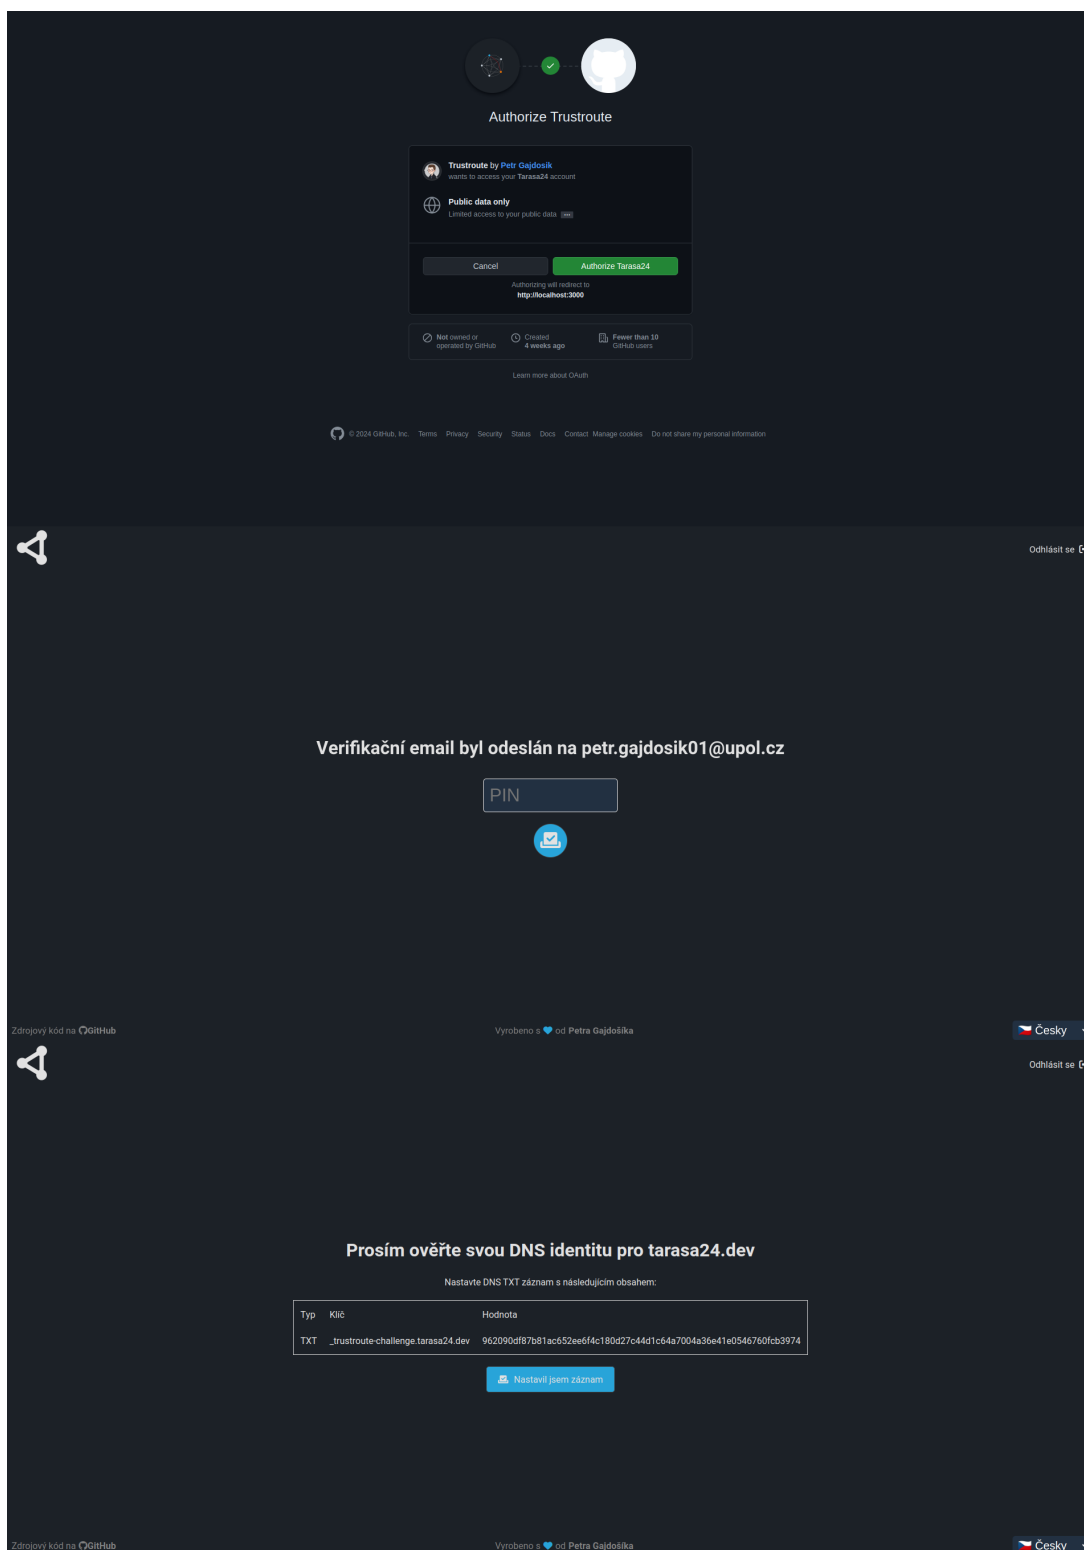 Authorize Trustroute
Trustroute by Petr Gajdosik
wants to access your Tarasa24 account
Public data only
Limited access to your public data
Cancel
Authorize Tarasa24
Authorizing will redirect to
http://localhost:3000
Not owned or
operated by GitHub
Created
4 weeks ago
Fewer than 10
GitHub users
Learn more about OAuth
© 2024 GitHub, Inc. Terms Privacy Security Status Docs Contact Manage cookies Do not share my personal information
Odhlásit se
Verifikační email byl odeslán na petr.gajdosik01@upol.cz
PIN
Zdrojový kód na GitHub
Vyrobeno s od Petra Gajdošíka
Česky
Odhlásit se
Prosím ověřte svou DNS identitu pro tarasa24.dev
Nastavte DNS TXT záznam s následujícím obsahem:
Typ Klíč Hodnota
TXT _trustroute-challenge.tarasa24.dev 962090df87b81ac652ee6f4c180d27c44d1c64a7004a36e41e0546760fcb3974
Nastavil jsem záznam
Zdrojový kód na GitHub
Vyrobeno s od Petra Gajdošíka
Česky